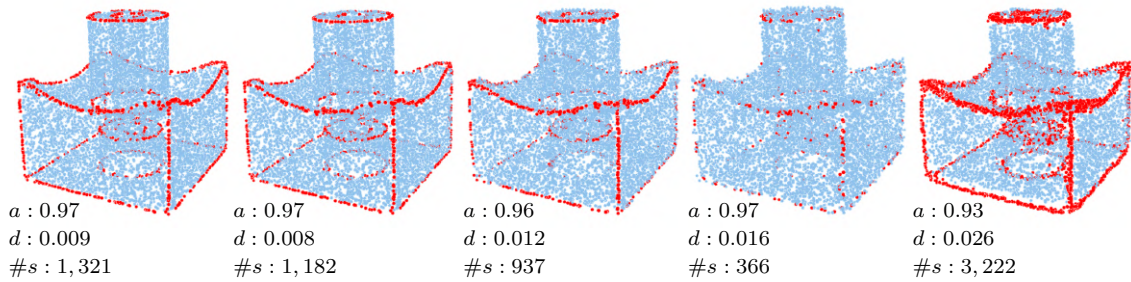 a : 0.97
d : 0.009
#s : 1, 321
a : 0.97
d : 0.008
#s : 1, 182
a : 0.96
d : 0.012
#s : 937
a : 0.97
d : 0.016
#s : 366
a : 0.93
d : 0.026
#s : 3, 222